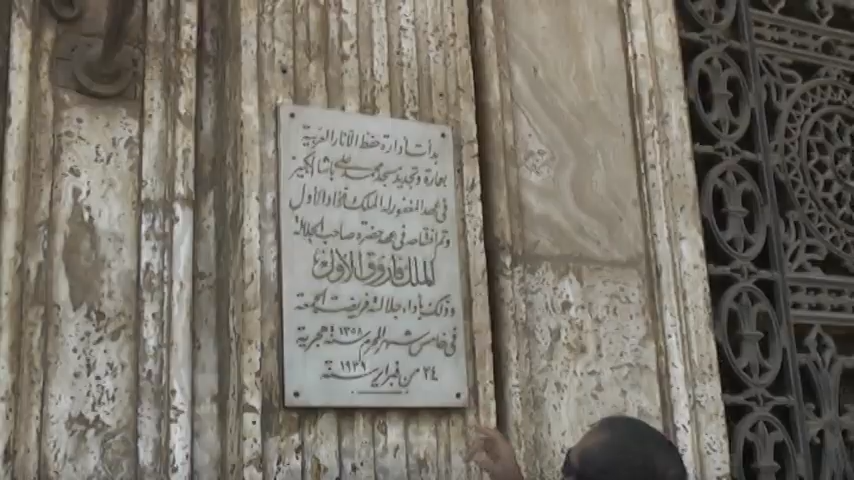 بدأت إدارة حفظ الآثار العربية
بعمارة وتجديد مسجد محمد علي باشا الكبير
في عهد المغفور له الملك فؤاد الأول
وتم افتتاحه في عهد حضرة صاحب الجلالة
الملك فاروق الأول
وذلك بأداء جلالته فريضة الجمعة
في خامس شهر المحرم سنة ١٣٥٨ هجرية
٢٤ من فبراير سنة ١٩٣٩